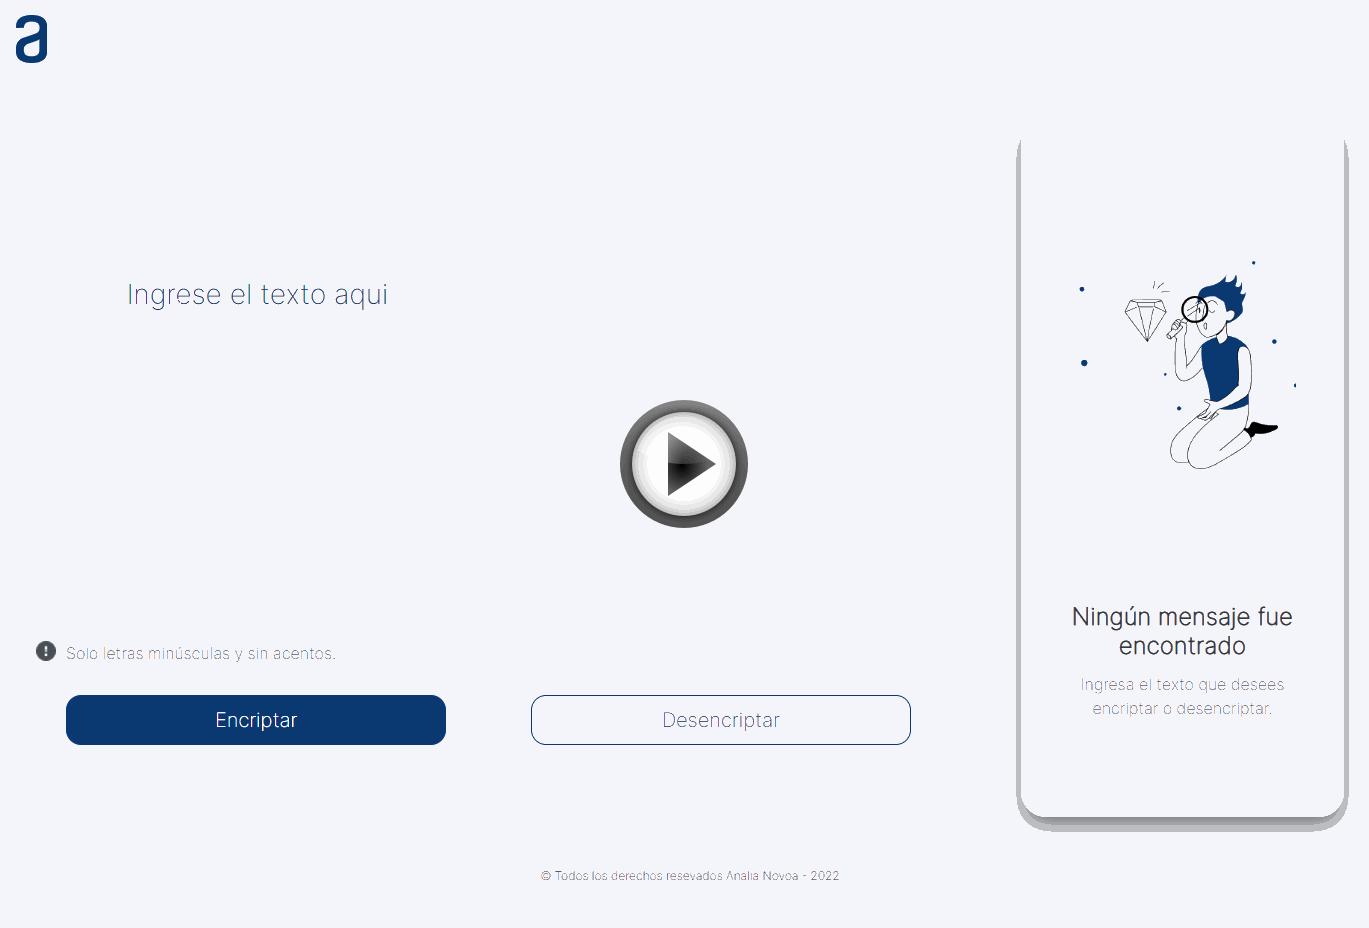 a
Ingrese el texto aqui
Solo letras minúsculas y sin acentos.
Encriptar
Desencriptar
Ningún mensaje fue
encontrado
Ingresa el texto que desees
encriptar o desencriptar.
© Todos los derechos resevados Analia Novoa - 2022